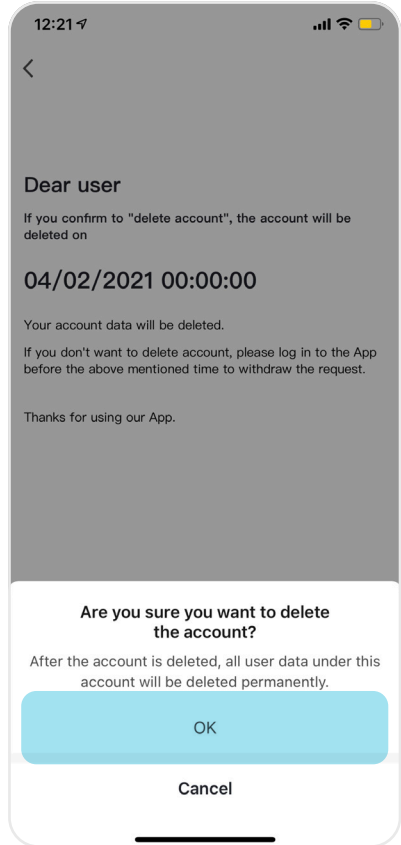 12:21
Dear user
If you confirm to "delete account", the account will be
deleted on
04/02/2021 00:00:00
Your account data will be deleted.
If you don't want to delete account, please log in to the App
before the above mentioned time to withdraw the request.
Thanks for using our App.
Are you sure you want to delete
the account?
After the account is deleted, all user data under this
account will be deleted permanently.
OK
Cancel